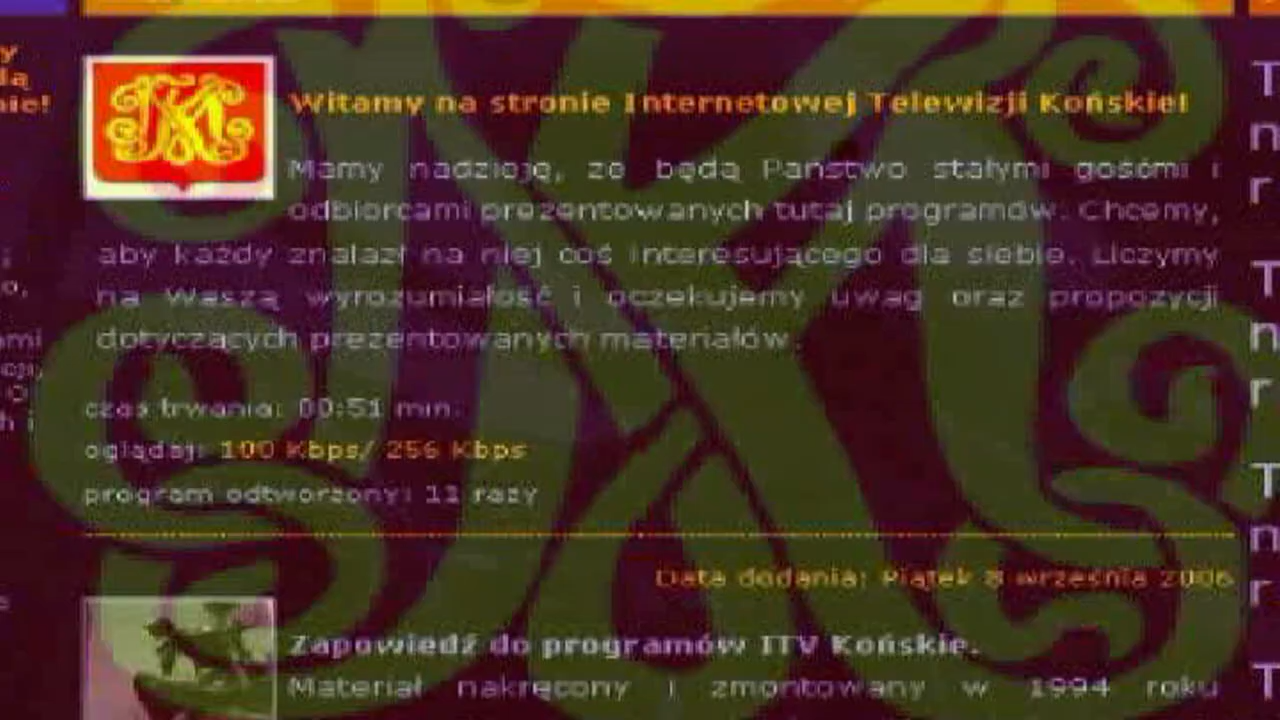 Witamy na stronie Internetowej Telewizji Końskie!
Mamy nadzieję, ze będą Państwo stałymi gośćmi i
odbiorcami prezentowanych tutaj programów. Chcemy,
aby każdy znalazł na niej coś interesującego dla siebie. Liczymy
na Waszą wyrozumiałość i oczekujemy uwag oraz propozycji
dotyczących prezentowanych materiałów.
czas trwania: 00:51 min.
oglądaj: 100 Kbps/ 256 Kbps
program odtworzony: 11 razy
Data dodania: Piątek 8 września 2006
Zapowiedź do programów ITV Końskie.
Materiał nakręcony i zmontowany w 1994 roku